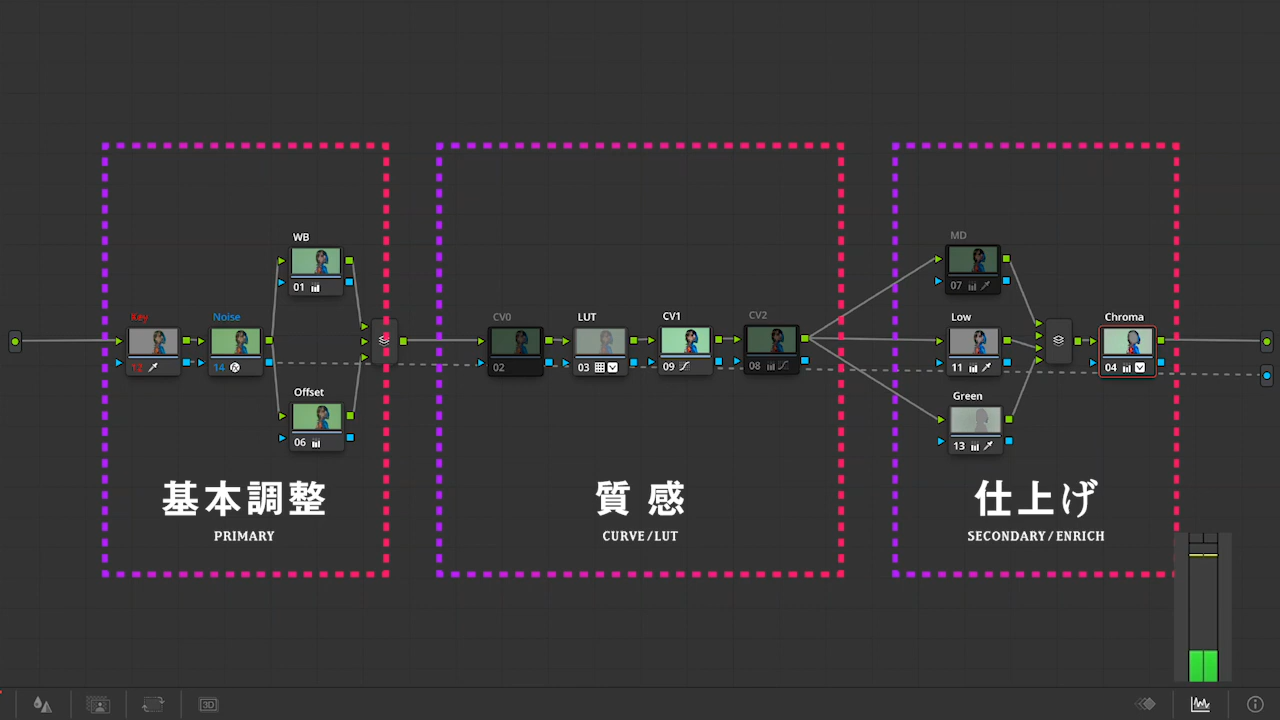 WB
01
Key
12
Noise
14
Offset
06
基本調整
PRIMARY
CV0
02
LUT
03
CV1
09
CV2
08
質感
CURVE/LUT
MD
07
Low
11
Green
13
Chroma
04
仕上げ
SECONDARY/ENRICH
3D